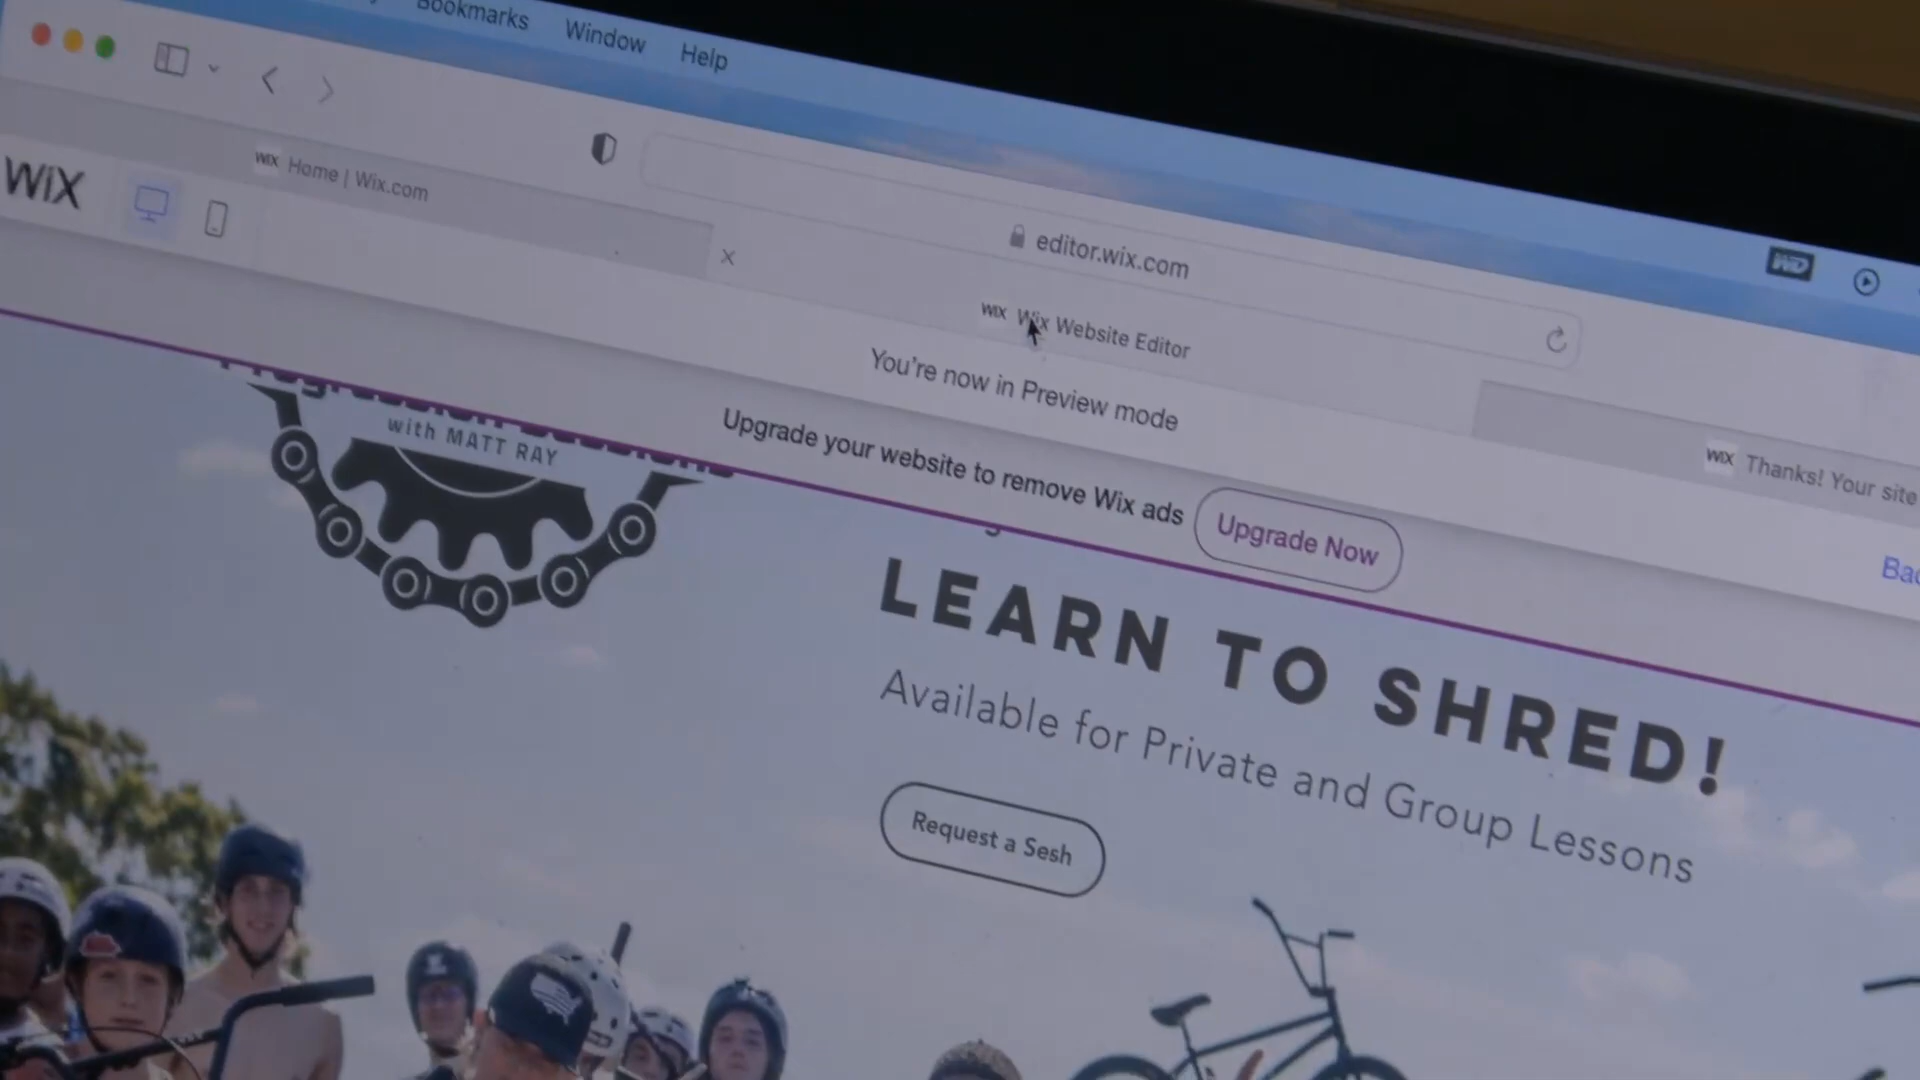 Bookmarks Window Help
WIX Home | Wix.com
WiX
editor.wix.com
WIX Wix Website Editor
You're now in Preview mode
Upgrade your website to remove Wix ads
Upgrade Now
WIX Thanks! Your site
WD
with MATT RAY
LEARN TO SHRED!
Available for Private and Group Lessons
Request a Sesh